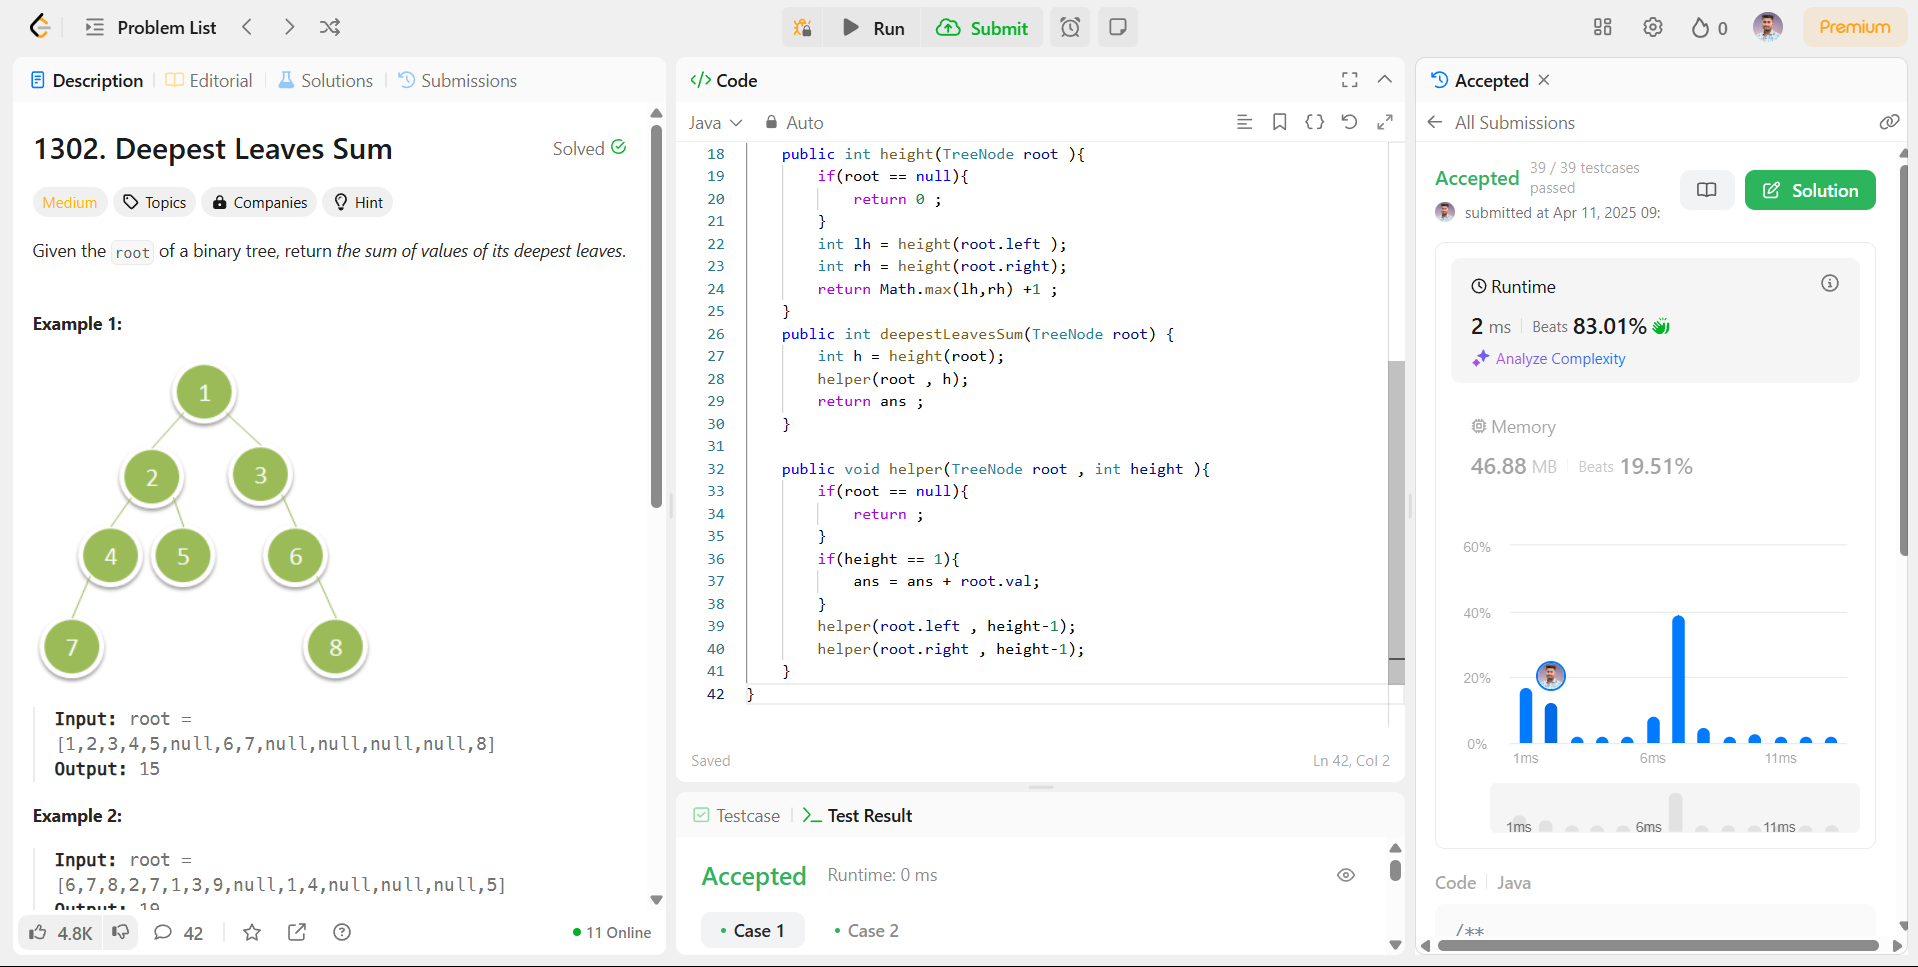 Problem List
Run
Submit
0
Premium
Description
Editorial
Solutions
Submissions
1302. Deepest Leaves Sum
Solved
Medium
Topics
Companies
Hint
Given the root of a binary tree, return the sum of values of its deepest leaves.
Example 1:
1
2
3
4
5
6
7
8
Input: root =
[1,2,3,4,5,null,6,7,null,null,null,null,8]
Output: 15
Example 2:
Input: root =
[6,7,8,2,7,1,3,9,null,1,4,null,null,null,5]
Output: 19
4.8K
42
11 Online
Code
Java
Auto
18 public int height(TreeNode root ){
19 if(root == null){
20 return 0 ;
21 }
22 int lh = height(root.left );
23 int rh = height(root.right);
24 return Math.max(lh,rh) +1 ;
25 }
26 public int deepestLeavesSum(TreeNode root) {
27 int h = height(root);
28 helper(root , h);
29 return ans ;
30 }
31
32 public void helper(TreeNode root , int height ){
33 if(root == null){
34 return ;
35 }
36 if(height == 1){
37 ans = ans + root.val;
38 }
39 helper(root.left , height-1);
40 helper(root.right , height-1);
41 }
42 }
Saved
Ln 42, Col 2
Testcase
Test Result
Accepted
Runtime: 0 ms
Case 1
Case 2
Accepted
All Submissions
Accepted
39 / 39 testcases
passed
submitted at Apr 11, 2025 09:
Solution
Runtime
2 ms
Beats 83.01%
Analyze Complexity
Memory
46.88 MB
Beats 19.51%
60%
40%
20%
0%
1ms
6ms
11ms
1ms
6ms
11ms
Code
Java
/**